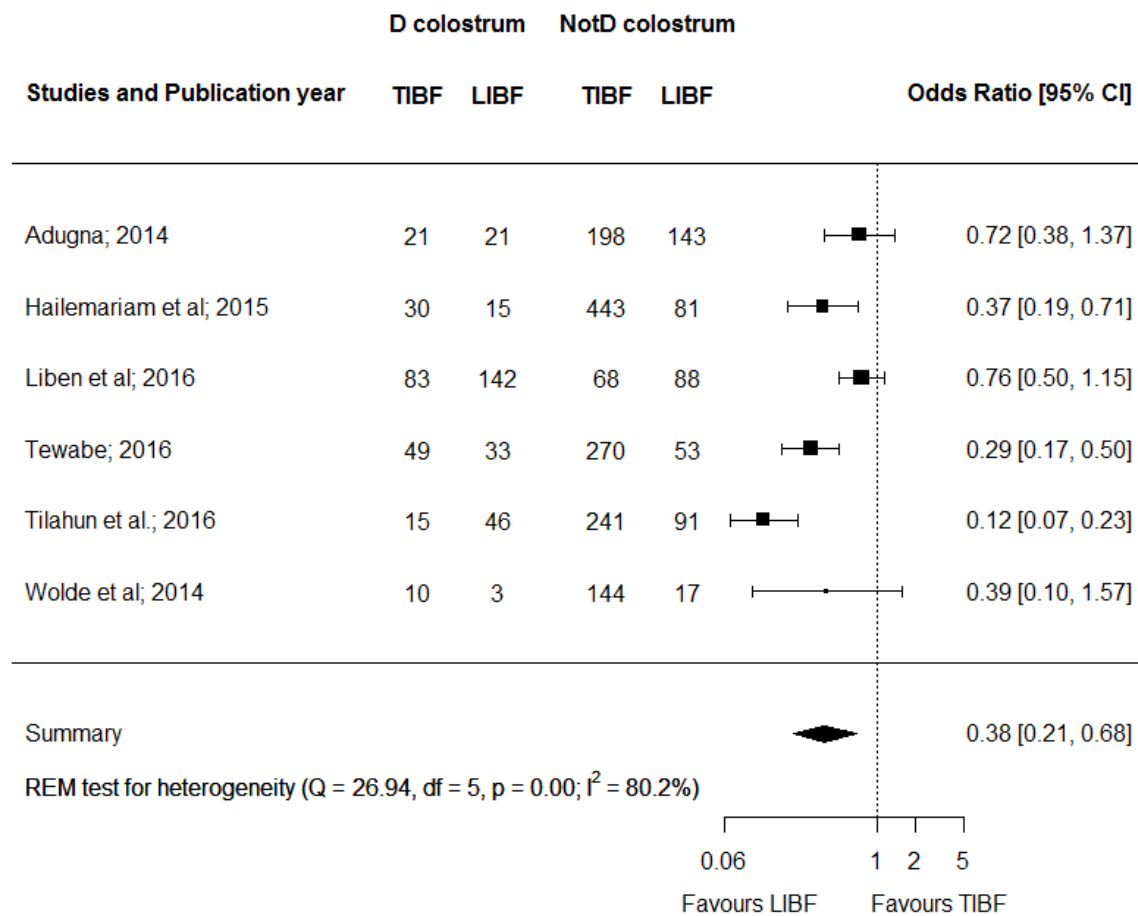 D colostrum NotD colostrum
Studies and Publication year TIBF LIBF TIBF LIBF Odds Ratio [95% CI]
Adugna; 2014 21 21 198 143 0.72 [0.38, 1.37]
Hailemariam et al; 2015 30 15 443 81 0.37 [0.19, 0.71]
Liben et al; 2016 83 142 68 88 0.76 [0.50, 1.15]
Tewabe; 2016 49 33 270 53 0.29 [0.17, 0.50]
Tilahun et al.; 2016 15 46 241 91 0.12 [0.07, 0.23]
Wolde et al; 2014 10 3 144 17 0.39 [0.10, 1.57]
Summary 0.38 [0.21, 0.68]
REM test for heterogeneity (Q = 26.94, df = 5, p = 0.00; I² = 80.2%)
0.06 1 2 5
Favours LIBF Favours TIBF